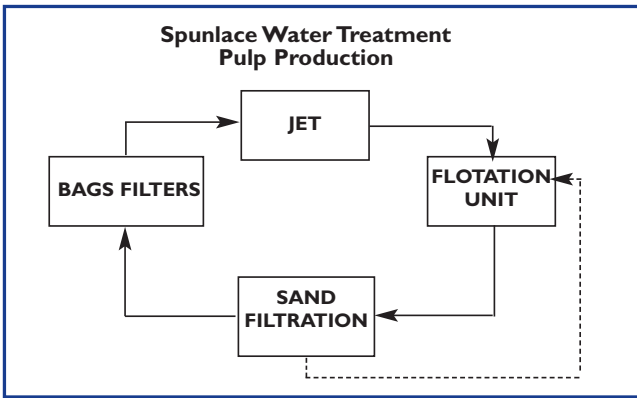 Spunlace Water Treatment
Pulp Production
JET
BAGS FILTERS
FLOTATION
UNIT
SAND
FILTRATION